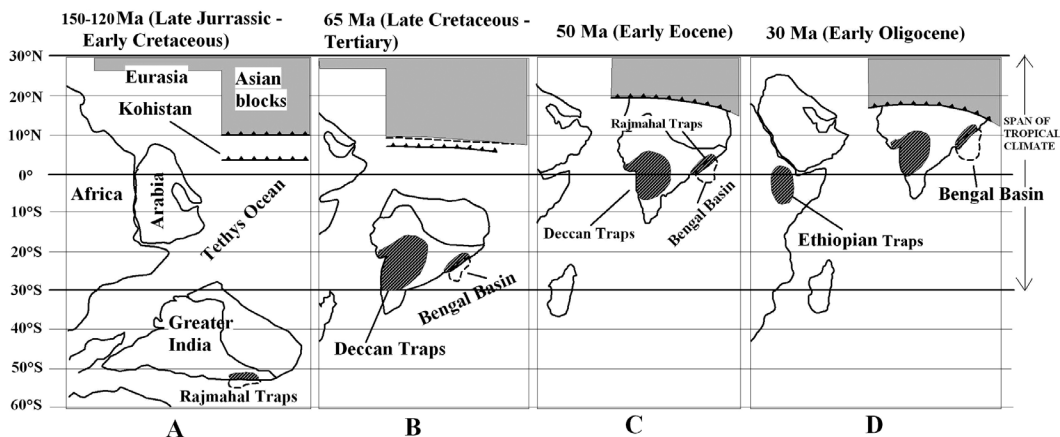 150-120 Ma (Late Jurrassic -
Early Cretaceous)
65 Ma (Late Cretaceous -
Tertiary)
50 Ma (Early Eocene)
30 Ma (Early Oligocene)
30°N
20°N
10°N
0°
10°S
20°S
30°S
40°S
50°S
60°S
Eurasia
Asian
blocks
Kohistan
Africa
Arabia
Tethys Ocean
Greater
India
Rajmahal Traps
A
Bengal Basin
Deccan Traps
B
Rajmahal Traps
Deccan Traps
Bengal Basin
C
Bengal Basin
Ethiopian Traps
D
SPAN OF
TROPICAL
CLIMATE